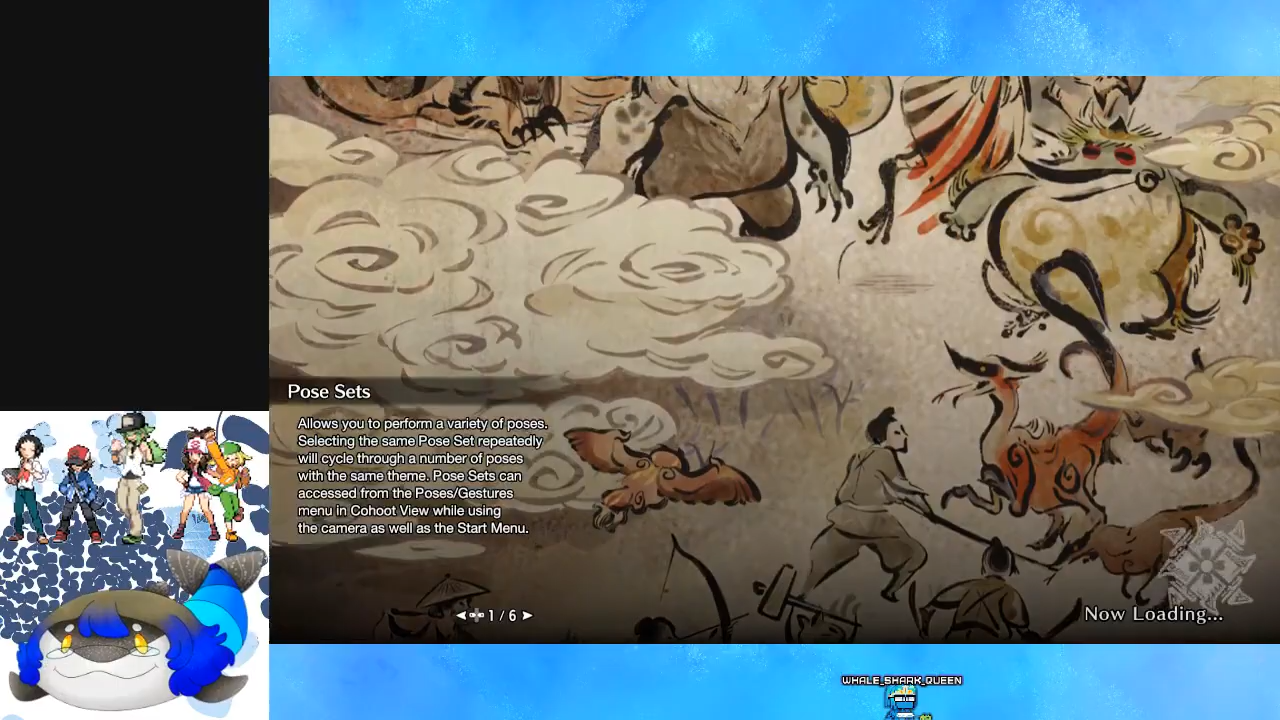 Pose Sets
Allows you to perform a variety of poses.
Selecting the same Pose Set repeatedly
will cycle through a number of poses
with the same theme. Pose Sets can
accessed from the Poses/Gestures
menu in Cohoot View while using
the camera as well as the Start Menu.
1 / 6
Now Loading...
WHALE_SHARK_QUEEN